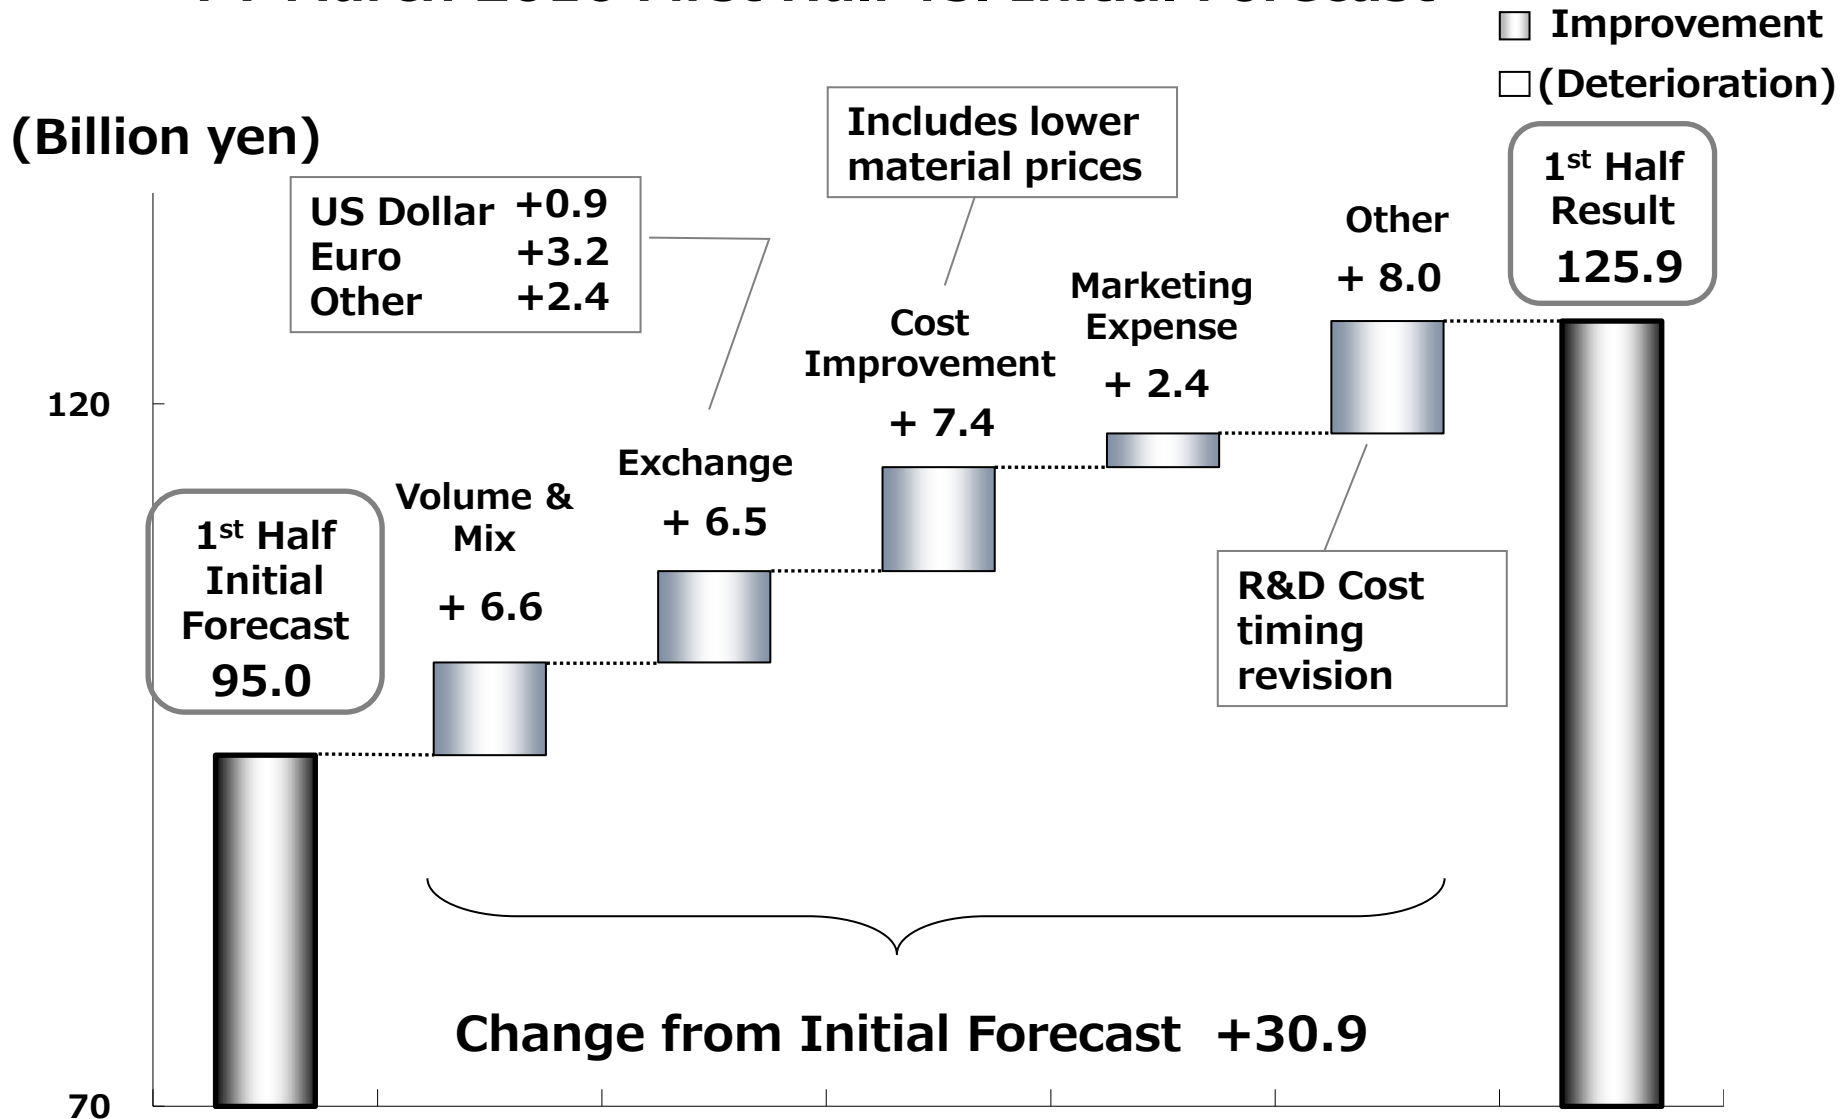 Improvement
(Deterioration)
(Billion yen)
Includes lower
material prices
1st Half
Result
125.9
US Dollar +0.9
Euro +3.2
Other +2.4
Other
+ 8.0
Marketing
Expense
+ 2.4
Cost
Improvement
+ 7.4
120
Exchange
+ 6.5
Volume &
Mix
+ 6.6
1st Half
Initial
Forecast
95.0
R&D Cost
timing
revision
Change from Initial Forecast +30.9
70